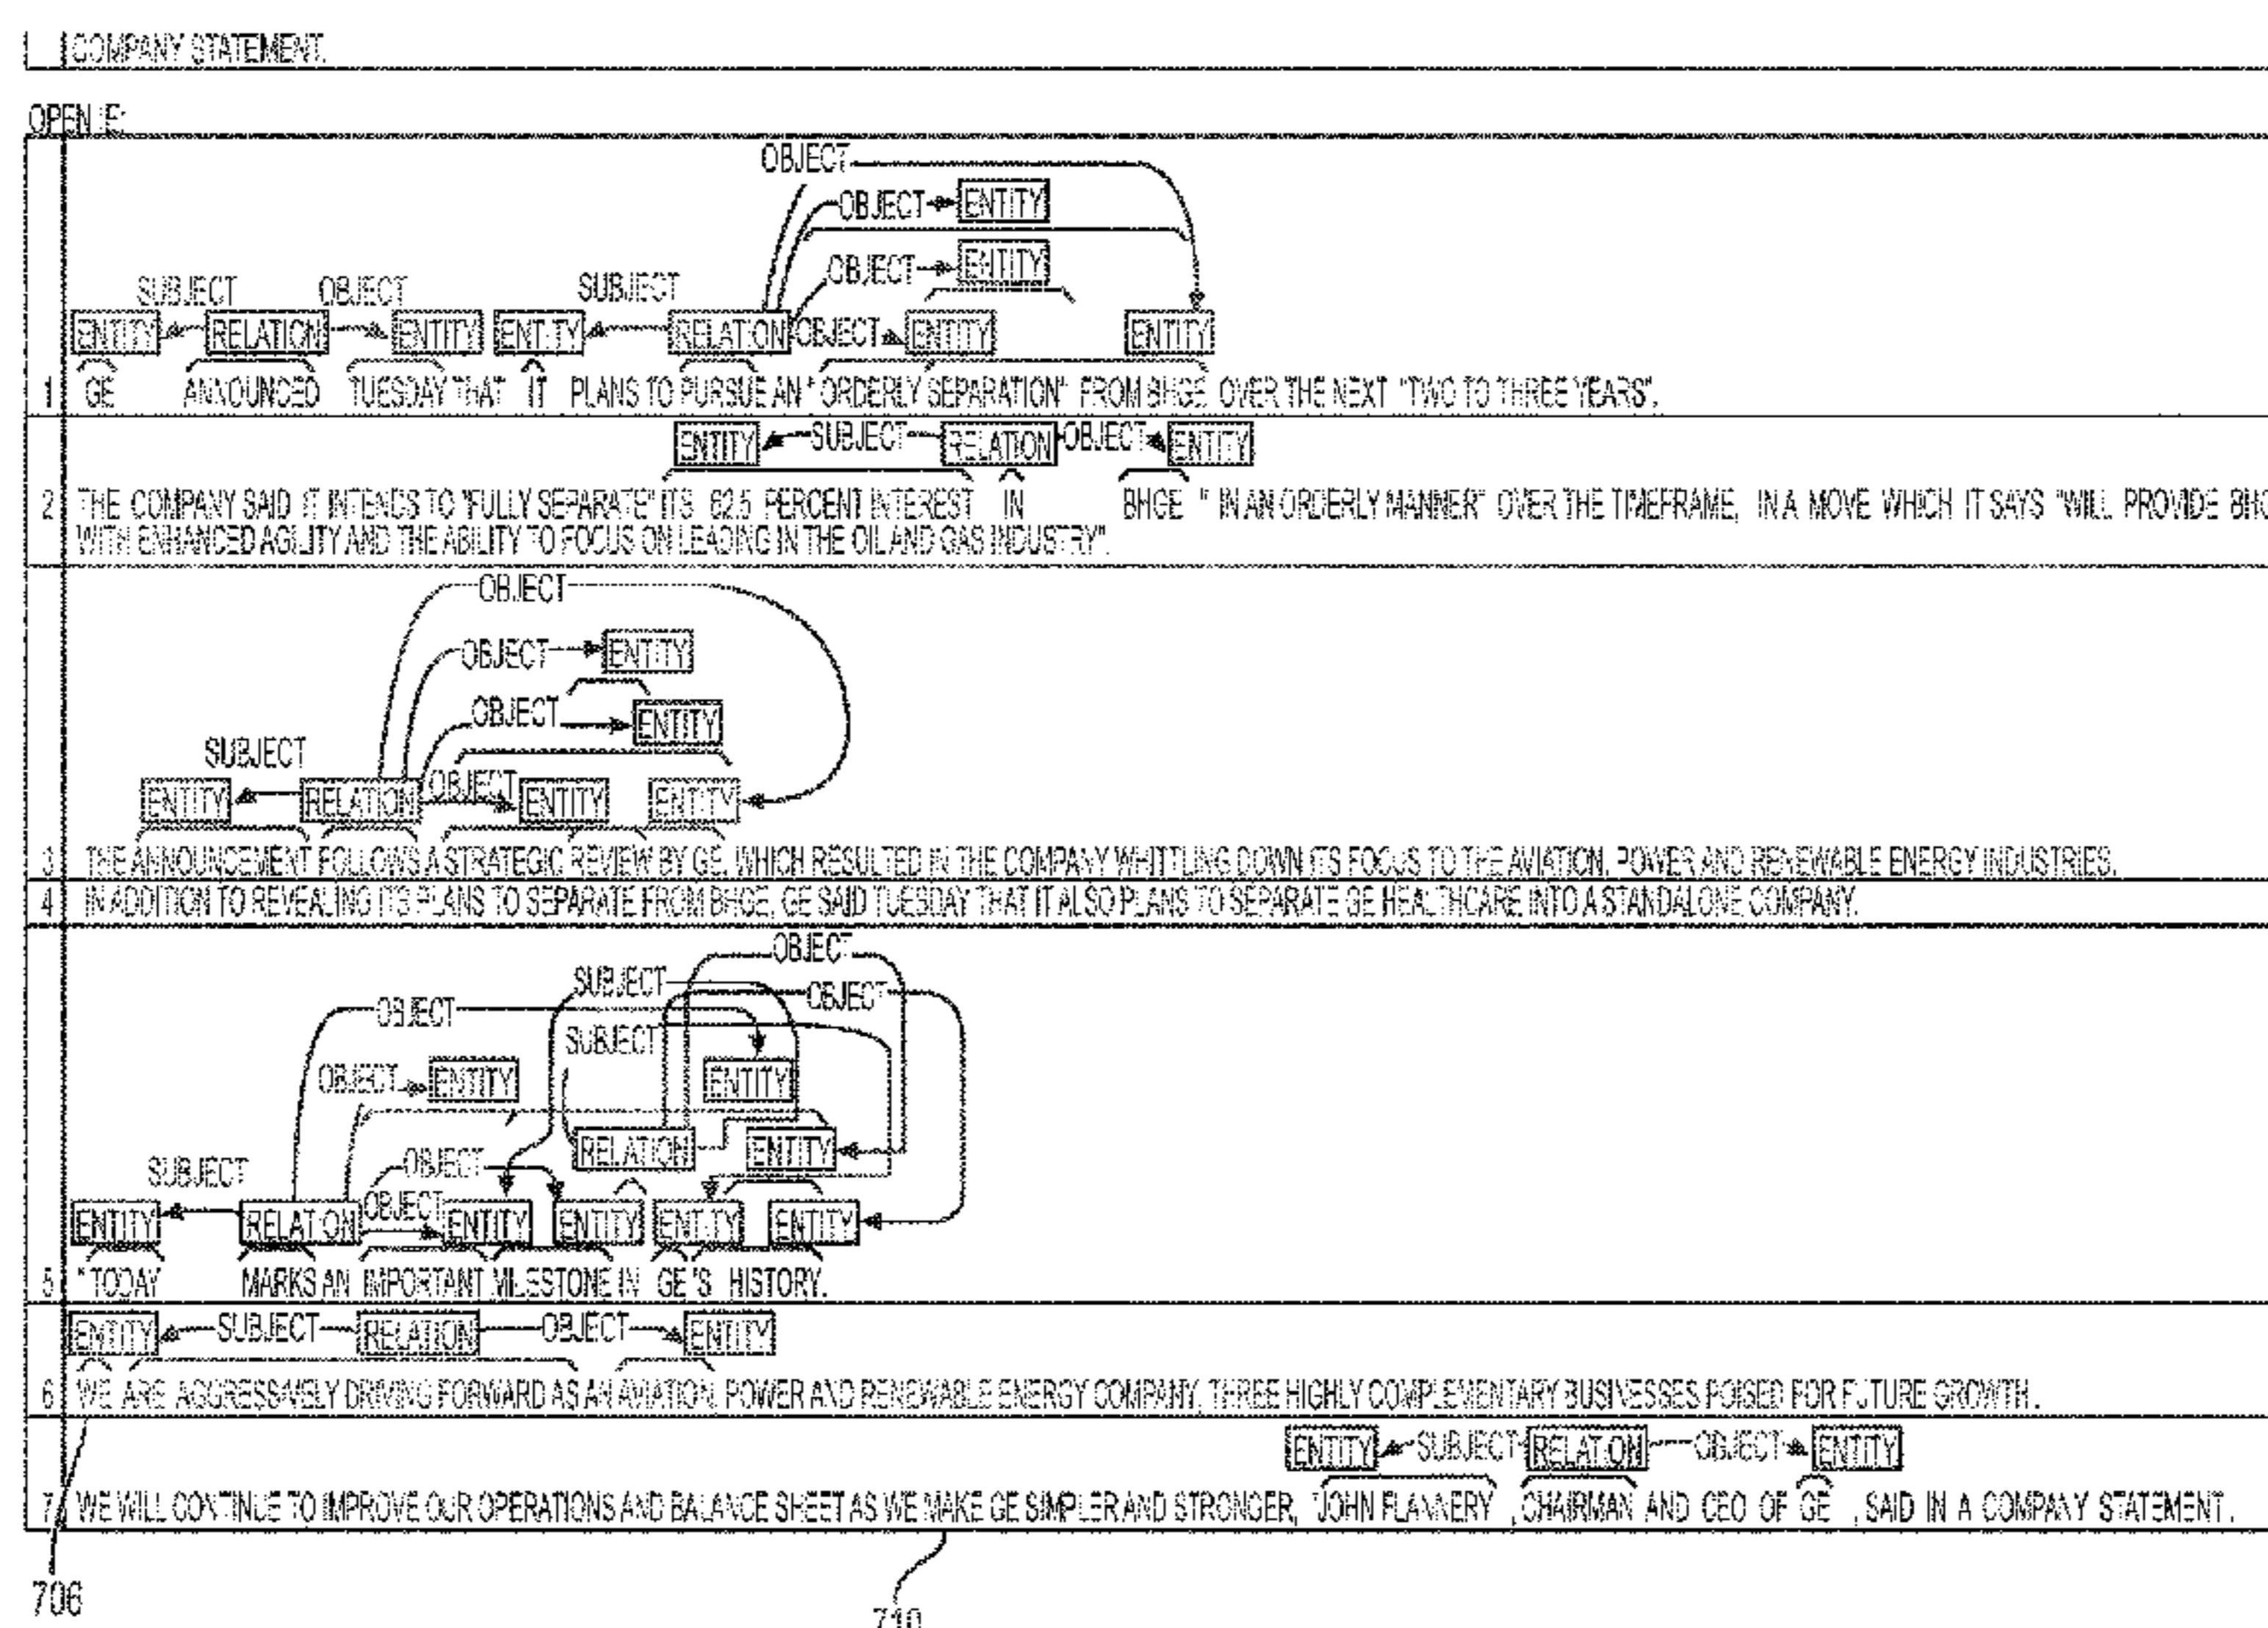 COMPANY STATEMENT.
OPEN IE:
OBJECT
OBJECT ENTITY
OBJECT ENTITY
SUBJECT OBJECT SUBJECT
ENTITY RELATION ENTITY ENTITY RELATION OBJECT ENTITY ENTITY
1 GE ANNOUNCED TUESDAY THAT IT PLANS TO PURSUE AN " ORDERLY SEPARATION" FROM BHGE OVER THE NEXT "TWO TO THREE YEARS".
ENTITY SUBJECT RELATION OBJECT ENTITY
2 THE COMPANY SAID IT INTENDS TO "FULLY SEPARATE" ITS 62.5 PERCENT INTEREST IN BHGE " IN AN ORDERLY MANNER" OVER THE TIMEFRAME, IN A MOVE WHICH IT SAYS "WILL PROVIDE
WITH ENHANCED AGILITY AND THE ABILITY TO FOCUS ON LEADING IN THE OIL AND GAS INDUSTRY".
OBJECT
OBJECT ENTITY
OBJECT ENTITY
SUBJECT
ENTITY RELATION OBJECT ENTITY ENTITY
3 THE ANNOUNCEMENT FOLLOWS A STRATEGIC REVIEW BY GE, WHICH RESULTED IN THE COMPANY WHITTLING DOWN ITS FOCUS TO THE AVIATION, POWER AND RENEWABLE ENERGY INDUSTRIES.
4 IN ADDITION TO REVEALING ITS PLANS TO SEPARATE FROM BHGE, GE SAID TUESDAY THAT IT ALSO PLANS TO SEPARATE GE HEALTHCARE INTO A STANDALONE COMPANY.
OBJECT
SUBJECT
OBJECT OBJECT
SUBJECT
OBJECT ENTITY ENTITY
RELATION ENTITY
SUBJECT OBJECT
ENTITY RELATION OBJECT ENTITY ENTITY ENTITY ENTITY
5 " TODAY MARKS AN IMPORTANT MILESTONE IN GE 'S HISTORY.
ENTITY SUBJECT RELATION OBJECT ENTITY
6 WE ARE AGGRESSIVELY DRIVING FORWARD AS AN AVIATION, POWER AND RENEWABLE ENERGY COMPANY, THREE HIGHLY COMPLEMENTARY BUSINESSES POISED FOR FUTURE GROWTH.
ENTITY SUBJECT RELATION OBJECT ENTITY
7 WE WILL CONTINUE TO IMPROVE OUR OPERATIONS AND BALANCE SHEET AS WE MAKE GE SIMPLER AND STRONGER, "JOHN FLANNERY , CHAIRMAN AND CEO OF GE , SAID IN A COMPANY STATEMENT.
706
710